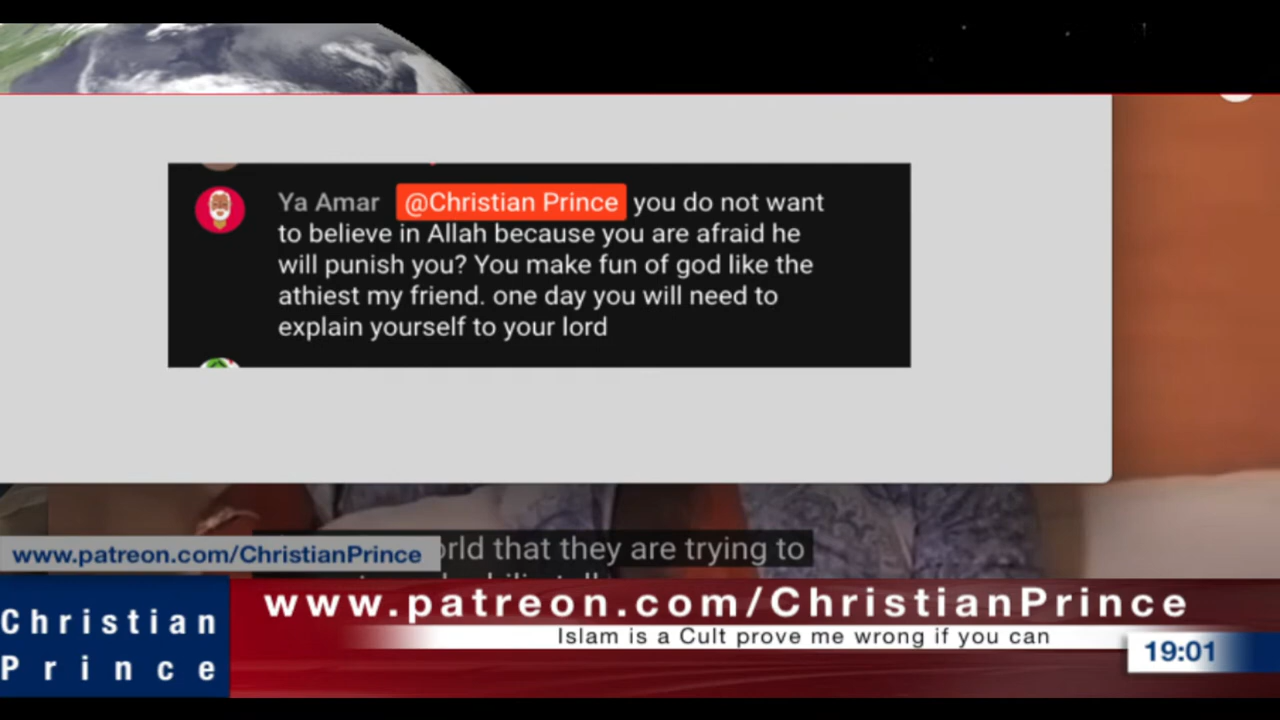 Ya Amar @Christian Prince you do not want
to believe in Allah because you are afraid he
will punish you? You make fun of god like the
athiest my friend. one day you will need to
explain yourself to your lord
that they are trying to
www.patreon.com/ChristianPrince
www.patreon.com/ChristianPrince
Islam is a Cult prove me wrong if you can
Christian
Prince
19:01